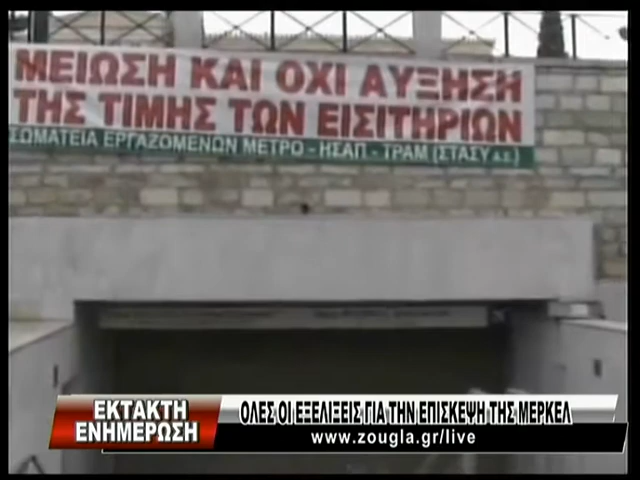 ΜΕΙΩΣΗ ΚΑΙ ΟΧΙ ΑΥΞΗΣΗ
ΤΗΣ ΤΙΜΗΣ ΤΩΝ ΕΙΣΙΤΗΡΙΩΝ
ΣΩΜΑΤΕΙΑ ΕΡΓΑΖΟΜΕΝΩΝ ΜΕΤΡΟ - ΗΣΑΠ - ΤΡΑΜ (ΣΤΑΣΥ Α.Ε.)
ΕΚΤΑΚΤΗ
ΕΝΗΜΕΡΩΣΗ
ΟΛΕΣ ΟΙ ΕΞΕΛΙΞΕΙΣ ΓΙΑ ΤΗΝ ΕΠΙΣΚΕΨΗ ΤΗΣ ΜΕΡΚΕΛ
www.zougla.gr/live